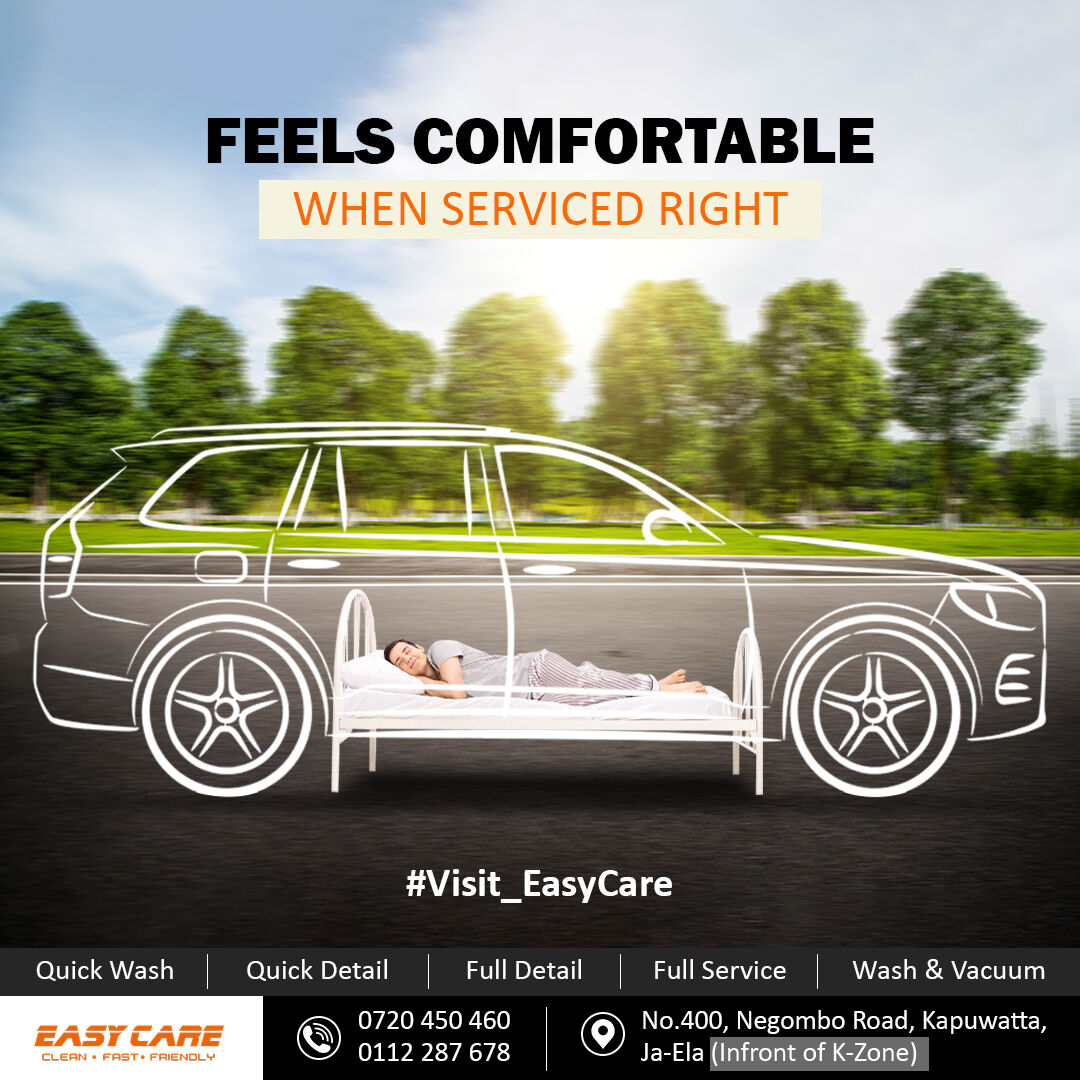 FEELS COMFORTABLE
WHEN SERVICED RIGHT
#Visit_EasyCare
Quick Wash | Quick Detail | Full Detail | Full Service | Wash & Vacuum
EASY CARE
CLEAN • FAST • FRIENDLY
0720 450 460
0112 287 678
No.400, Negombo Road, Kapuwatta,
Ja-Ela (Infront of K-Zone)